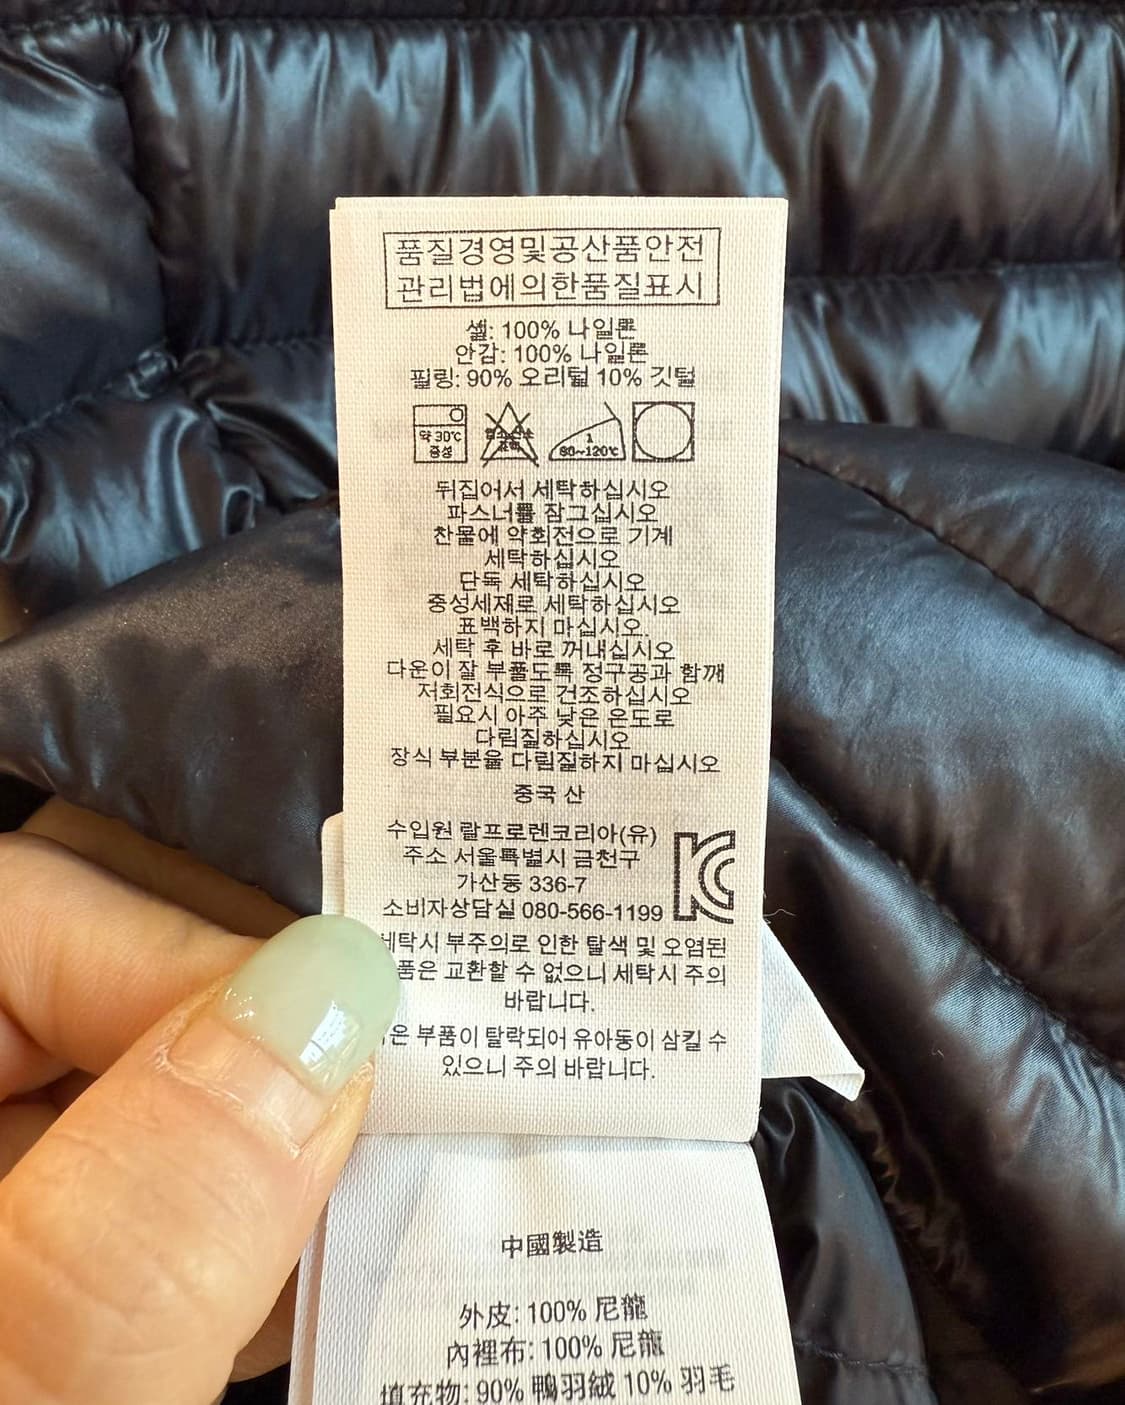 품질경영및공산품안전
관리법에의한품질표시
셸: 100% 나일론
안감: 100% 나일론
필링: 90% 오리털 10% 깃털
약 30℃
중성
1
80~120℃
뒤집어서 세탁하십시오
파스너를 잠그십시오
찬물에 약회전으로 기계
세탁하십시오
단독 세탁하십시오
중성세제로 세탁하십시오
표백하지 마십시오.
세탁 후 바로 꺼내십시오
다운이 잘 부풀도록 정구공과 함께
저회전식으로 건조하십시오
필요시 아주 낮은 온도로
다림질하십시오
장식 부분을 다림질하지 마십시오
중국 산
수입원 랄프로렌코리아(유)
주소 서울특별시 금천구
가산동 336-7
소비자상담실 080-566-1199
KC
세탁시 부주의로 인한 탈색 및 오염된
품은 교환할 수 없으니 세탁시 주의
바랍니다.
은 부품이 탈락되어 유아동이 삼킬 수
있으니 주의 바랍니다.
中國製造
外皮: 100% 尼龍
內裡布: 100% 尼龍
填充物: 90% 鴨羽絨 10% 羽毛